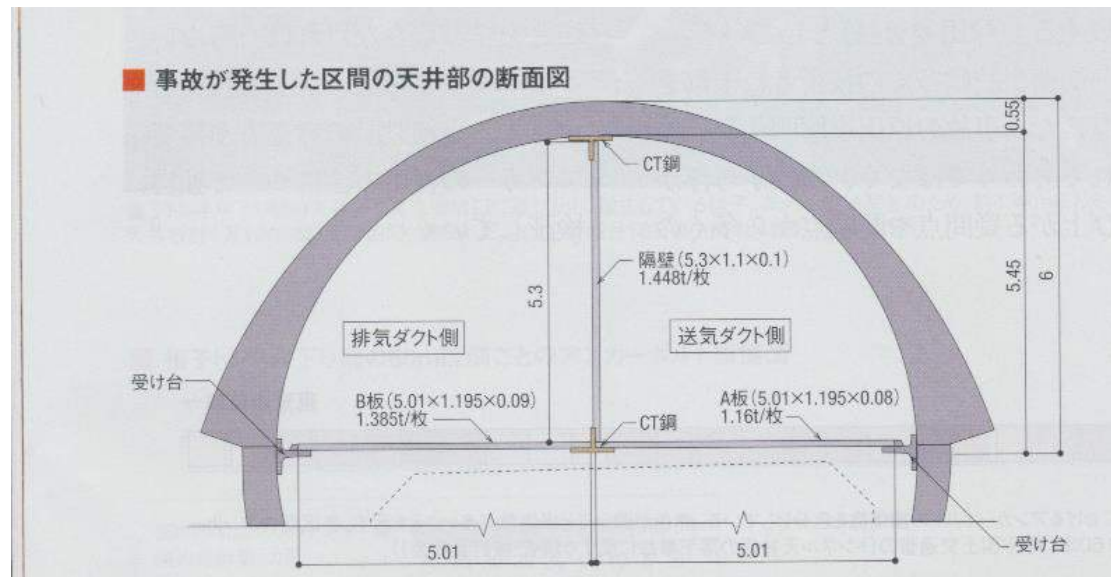 事故が発生した区間の天井部の断面図
0.55
CT鋼
隔壁(5.3×1.1×0.1)
1.448t/枚
5.3
5.45
6
排気ダクト側
送気ダクト側
受け台
B板(5.01×1.195×0.09)
1.385t/枚
A板(5.01×1.195×0.08)
1.16t/枚
CT鋼
受け台
5.01
5.01